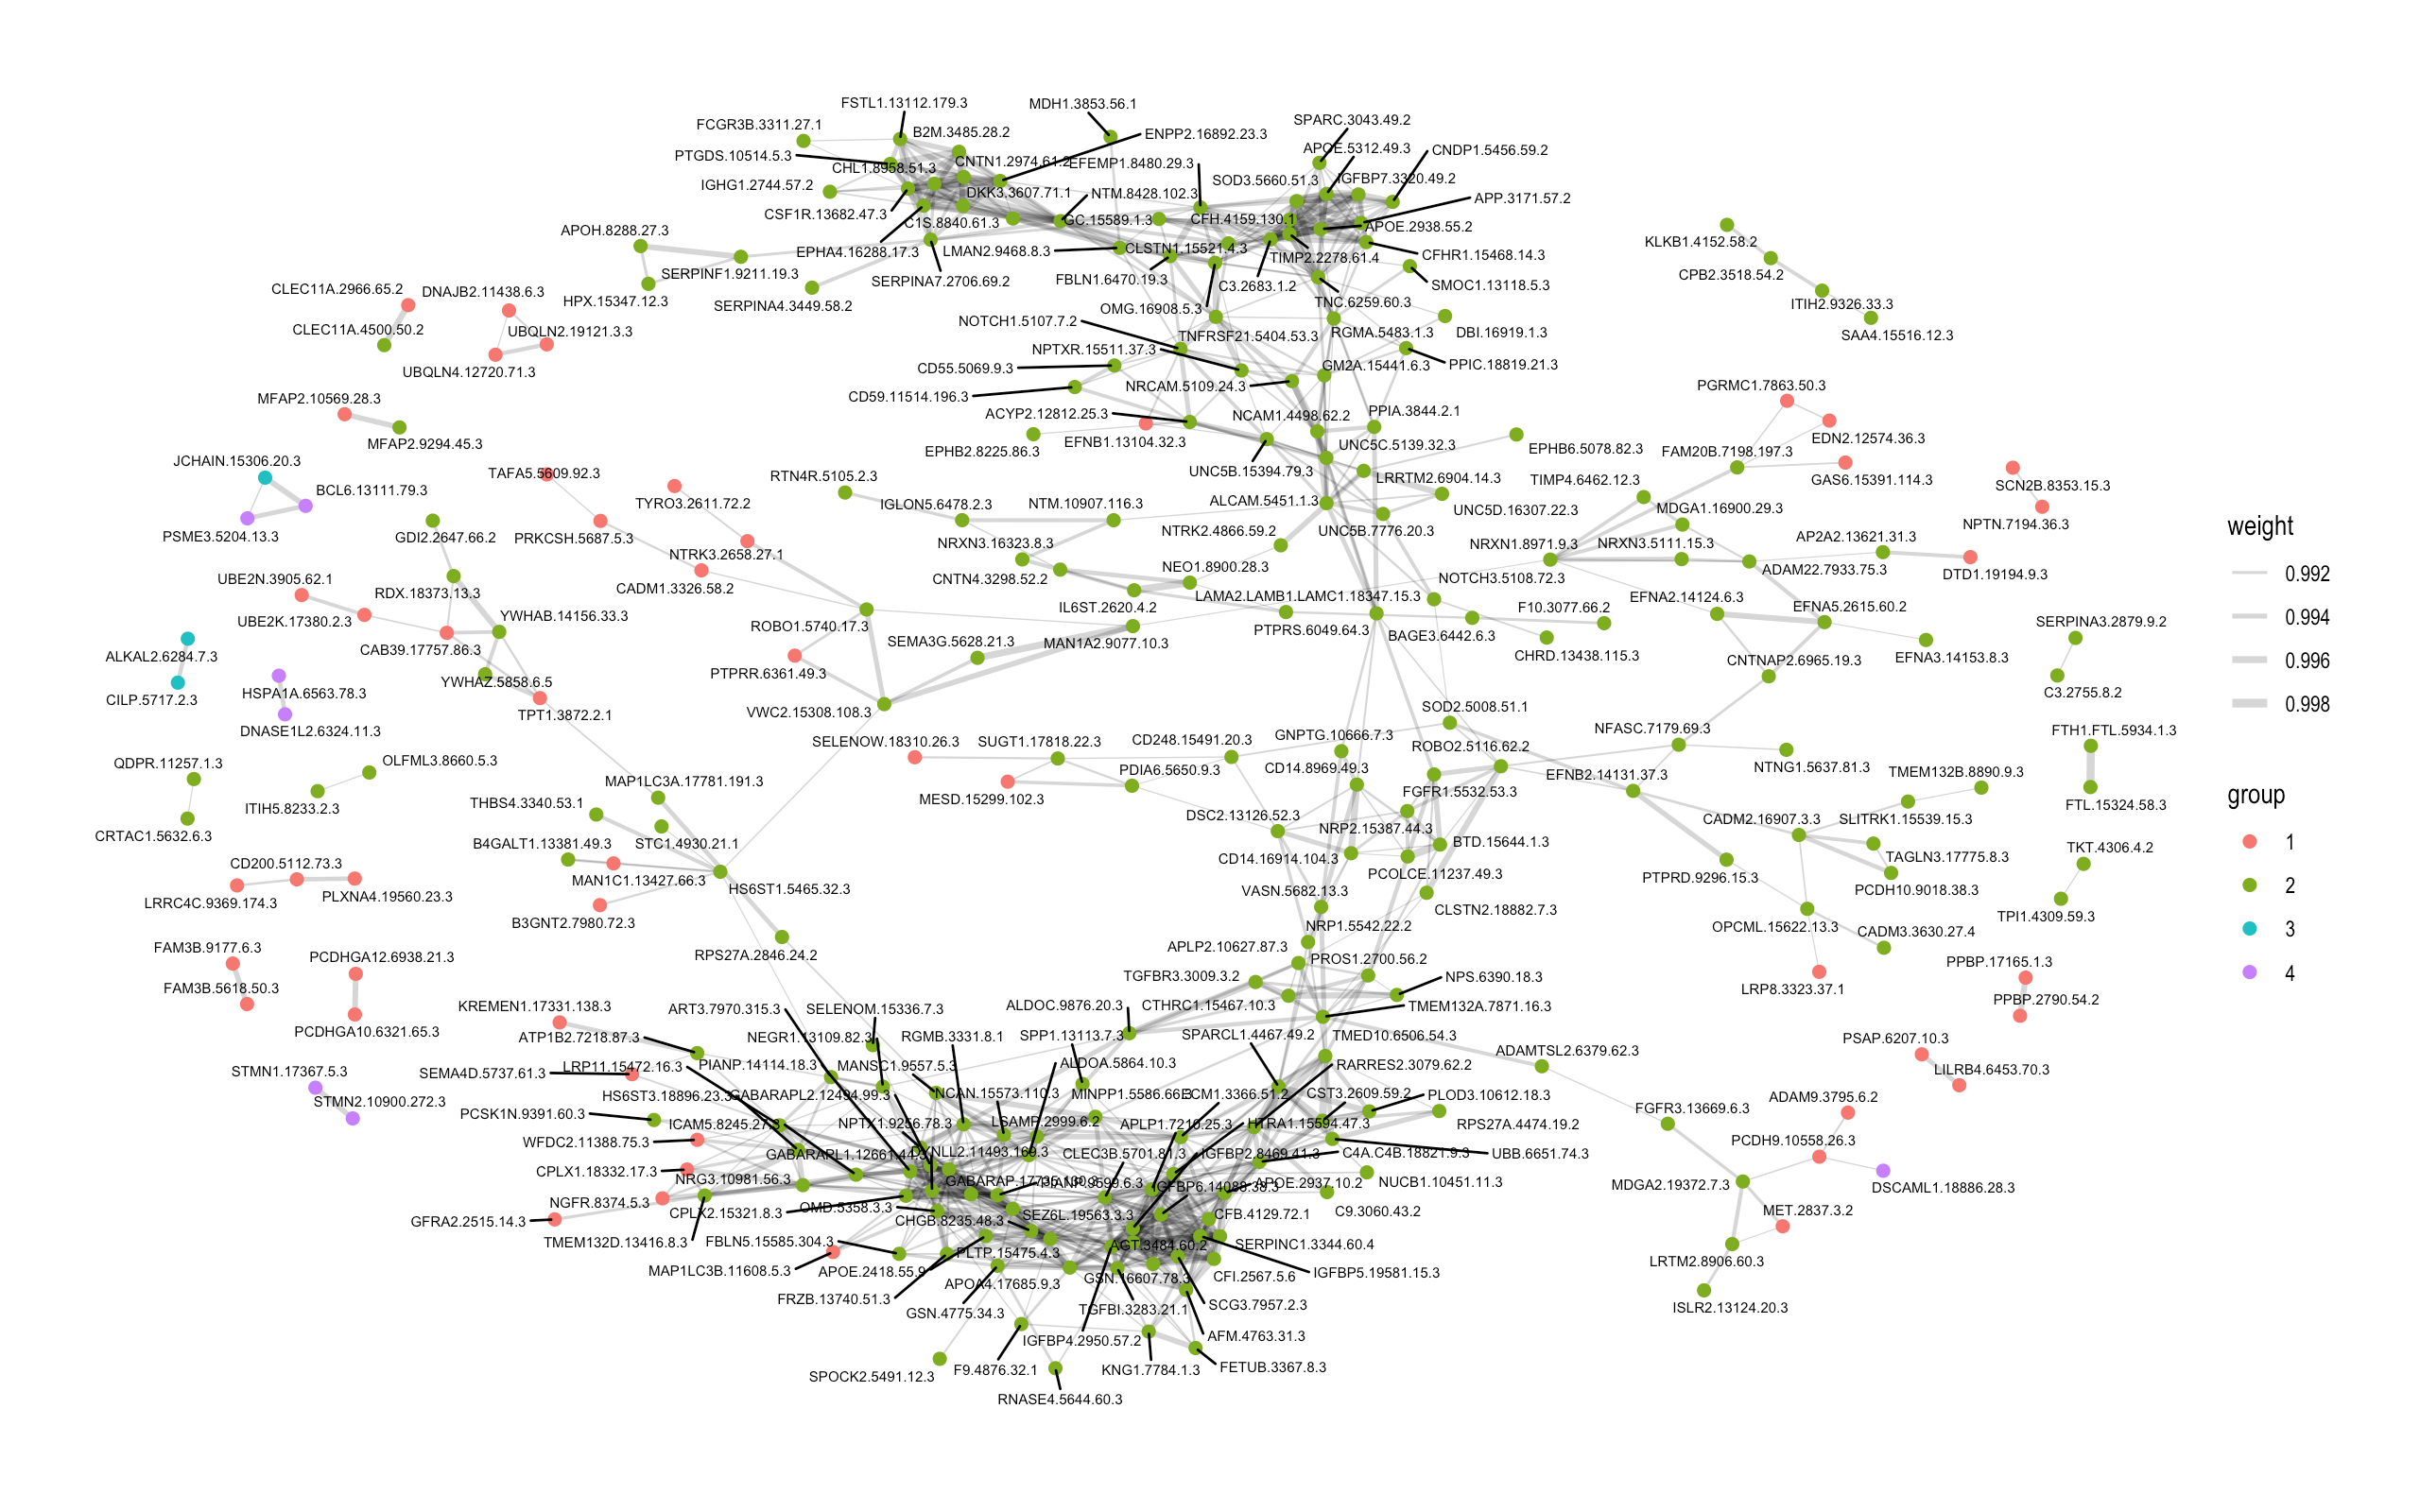 FSTL1.13112.179.3
MDH1.3853.56.1
FCGR3B.3311.27.1
B2M.3485.28.2
ENPP2.16892.23.3
SPARC.3043.49.2
PTGDS.10514.5.3
CHL1.8958.51.3
CNTN1.2974.61.2
EFEMP1.8480.29.3
APOE.5312.49.3
CNDP1.5456.59.2
IGHG1.2744.57.2
DKK3.3607.71.1
NTM.8428.102.3
SOD3.5660.51.3
IGFBP7.3320.49.2
APP.3171.57.2
CSF1R.13682.47.3
C1S.8840.61.3
GC.15589.1.3
CFH.4159.130.1
APOE.2938.55.2
APOH.8288.27.3
EPHA4.16288.17.3
LMAN2.9468.8.3
CLSTN1.15521.4.3
TIMP2.2278.61.4
CFHR1.15468.14.3
KLKB1.4152.58.2
SERPINF1.9211.19.3
SERPINA7.2706.69.2
FBLN1.6470.19.3
C3.2683.1.2
SMOC1.13118.5.3
CPB2.3518.54.2
CLEC11A.2966.65.2
DNAJB2.11438.6.3
HPX.15347.12.3
SERPINA4.3449.58.2
OMG.16908.5.3
TNC.6259.60.3
ITIH2.9326.33.3
CLEC11A.4500.50.2
UBQLN2.19121.3.3
NOTCH1.5107.7.2
TNFRSF21.5404.53.3
RGMA.5483.1.3
DBI.16919.1.3
SAA4.15516.12.3
UBQLN4.12720.71.3
NPTXR.15511.37.3
CD55.5069.9.3
GM2A.15441.6.3
PPIC.18819.21.3
MFAP2.10569.28.3
CD59.11514.196.3
NRCAM.5109.24.3
PGRMC1.7863.50.3
ACYP2.12812.25.3
NCAM1.4498.62.2
PPIA.3844.2.1
MFAP2.9294.45.3
EPHB2.8225.86.3
EFNB1.13104.32.3
UNC5C.5139.32.3
EPHB6.5078.82.3
EDN2.12574.36.3
FAM20B.7198.197.3
JCHAIN.15306.20.3
TAFA5.5609.92.3
RTN4R.5105.2.3
UNC5B.15394.79.3
LRRTM2.6904.14.3
TIMP4.6462.12.3
GAS6.15391.114.3
SCN2B.8353.15.3
BCL6.13111.79.3
TYRO3.2611.72.2
IGLON5.6478.2.3
NTM.10907.116.3
ALCAM.5451.1.3
UNC5D.16307.22.3
MDGA1.16900.29.3
NPTN.7194.36.3
PSME3.5204.13.3
GDI2.2647.66.2
PRKCSH.5687.5.3
NTRK3.2658.27.1
NRXN3.16323.8.3
NTRK2.4866.59.2
UNC5B.7776.20.3
NRXN1.8971.9.3
NRXN3.5111.15.3
AP2A2.13621.31.3
UBE2N.3905.62.1
RDX.18373.13.3
CADM1.3326.58.2
CNTN4.3298.52.2
NEO1.8900.28.3
NOTCH3.5108.72.3
ADAM22.7933.75.3
DTD1.19194.9.3
UBE2K.17380.2.3
YWHAB.14156.33.3
ROBO1.5740.17.3
IL6ST.2620.4.2
LAMA2.LAMB1.LAMC1.18347.15.3
F10.3077.66.2
EFNA2.14124.6.3
EFNA5.2615.60.2
SERPINA3.2879.9.2
ALKAL2.6284.7.3
CAB39.17757.86.3
SEMA3G.5628.21.3
MAN1A2.9077.10.3
PTPRS.6049.64.3
BAGE3.6442.6.3
CHRD.13438.115.3
CNTNAP2.6965.19.3
EFNA3.14153.8.3
CILP.5717.2.3
HSPA1A.6563.78.3
YWHAZ.5858.6.5
PTPRR.6361.49.3
C3.2755.8.2
DNASE1L2.6324.11.3
TPT1.3872.2.1
VWC2.15308.108.3
SOD2.5008.51.1
NFASC.7179.69.3
FTH1.FTL.5934.1.3
SELENOW.18310.26.3
SUGT1.17818.22.3
CD248.15491.20.3
GNPTG.10666.7.3
ROBO2.5116.62.2
QDPR.11257.1.3
OLFML3.8660.5.3
MAP1LC3A.17781.191.3
PDIA6.5650.9.3
CD14.8969.49.3
EFNB2.14131.37.3
NTNG1.5637.81.3
TMEM132B.8890.9.3
ITIH5.8233.2.3
THBS4.3340.53.1
MESD.15299.102.3
FGFR1.5532.53.3
FTL.15324.58.3
CRTAC1.5632.6.3
B4GALT1.13381.49.3
STC1.4930.21.1
DSC2.13126.52.3
NRP2.15387.44.3
BTD.15644.1.3
CADM2.16907.3.3
SLITRK1.15539.15.3
TKT.4306.4.2
CD200.5112.73.3
MAN1C1.13427.66.3
HS6ST1.5465.32.3
CD14.16914.104.3
PCOLCE.11237.49.3
PTPRD.9296.15.3
TAGLN3.17775.8.3
LRRC4C.9369.174.3
PLXNA4.19560.23.3
B3GNT2.7980.72.3
VASN.5682.13.3
CLSTN2.18882.7.3
PCDH10.9018.38.3
TPI1.4309.59.3
FAM3B.9177.6.3
PCDHGA12.6938.21.3
RPS27A.2846.24.2
NRP1.5542.22.2
APLP2.10627.87.3
PROS1.2700.56.2
OPCML.15622.13.3
CADM3.3630.27.4
PPBP.17165.1.3
FAM3B.5618.50.3
KREMEN1.17331.138.3
ART3.7970.315.3
SELENOM.15336.7.3
ALDOC.9876.20.3
TGFBR3.3009.3.2
CTHRC1.15467.10.3
NPS.6390.18.3
LRP8.3323.37.1
PPBP.2790.54.2
PCDHGA10.6321.65.3
ATP1B2.7218.87.3
NEGR1.13109.82.3
RGMB.3331.8.1
SPP1.13113.7.3
SPARCL1.4467.49.2
TMEM132A.7871.16.3
TMED10.6506.54.3
ADAMTSL2.6379.62.3
PSAP.6207.10.3
STMN1.17367.5.3
SEMA4D.5737.61.3
LRP11.15472.16.3
PIANP.14114.18.3
MANSC1.9557.5.3
ALDOA.5864.10.3
RARRES2.3079.62.2
LILRB4.6453.70.3
STMN2.10900.272.3
HS6ST3.18896.23.3
GABARAPL2.12494.99.3
NCAN.15573.110.3
MINPP1.5586.66.3
ECM1.3366.51.2
CST3.2609.59.2
PLOD3.10612.18.3
ADAM9.3795.6.2
PCSK1N.9391.60.3
ICAM5.8245.27.3
NPTX1.9256.78.3
LSAMP.2999.6.2
APLP1.7210.25.3
HTRA1.15594.47.3
RPS27A.4474.19.2
FGFR3.13669.6.3
WFDC2.11388.75.3
GABARAPL1.12661.44.3
DYNLL2.11493.169.3
CLEC3B.5701.81.3
IGFBP2.8469.41.3
C4A.C4B.18821.9.3
UBB.6651.74.3
PCDH9.10558.26.3
CPLX1.18332.17.3
NRG3.10981.56.3
PIANP.9599.6.3
IGFBP6.14088.38.3
APOE.2937.10.2
NUCB1.10451.11.3
MDGA2.19372.7.3
DSCAML1.18886.28.3
NGFR.8374.5.3
CPLX2.15321.8.3
OMD.5358.3.3
CHGB.8235.48.3
SEZ6L.19563.3.3
CFB.4129.72.1
C9.3060.43.2
MET.2837.3.2
GFRA2.2515.14.3
TMEM132D.13416.8.3
FBLN5.15585.304.3
PLTP.15475.4.3
AGT.3484.60.2
SERPINC1.3344.60.4
LRTM2.8906.60.3
MAP1LC3B.11608.5.3
APOE.2418.55.9
APOA4.17685.9.3
GSN.16607.78.3
CFI.2567.5.6
IGFBP5.19581.15.3
FRZB.13740.51.3
GSN.4775.34.3
TGFBI.3283.21.1
SCG3.7957.2.3
ISLR2.13124.20.3
IGFBP4.2950.57.2
AFM.4763.31.3
SPOCK2.5491.12.3
F9.4876.32.1
KNG1.7784.1.3
FETUB.3367.8.3
RNASE4.5644.60.3
weight
0.992
0.994
0.996
0.998
group
1
2
3
4